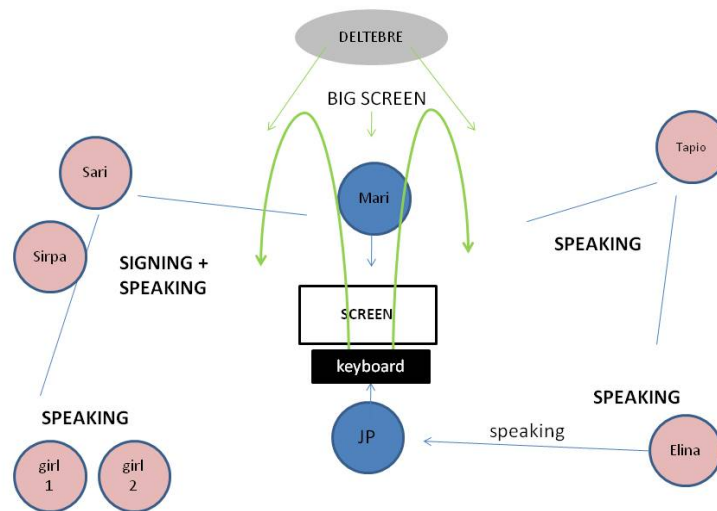 DELTEBRE
BIG SCREEN
Tapio
Sari
Mari
Sirpa
SIGNING +
SPEAKING
SPEAKING
SCREEN
keyboard
SPEAKING
SPEAKING
JP
speaking
Elina
girl
1
girl
2